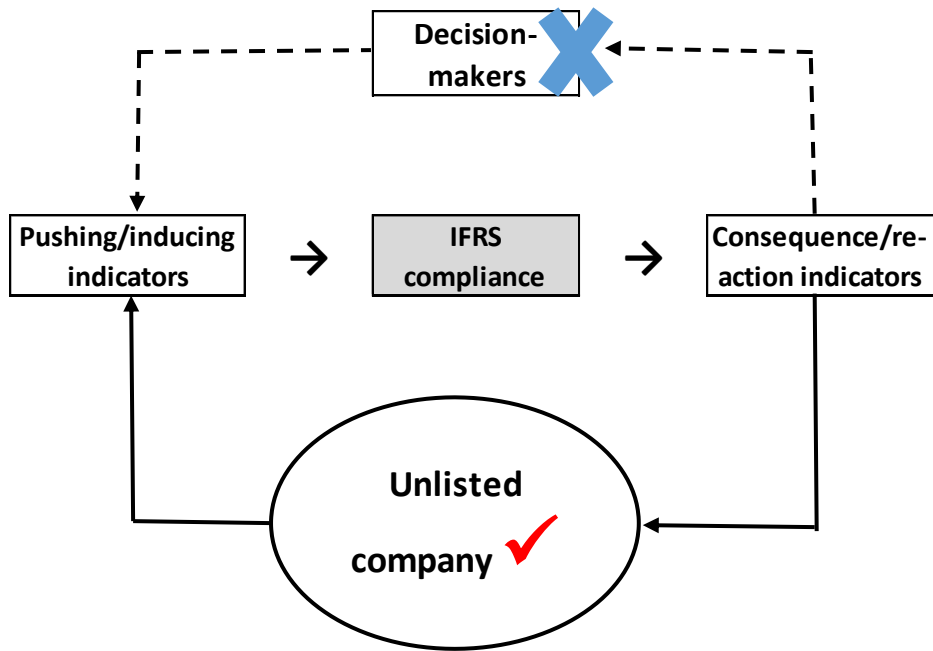 Decision-
makers
Pushing/inducing
indicators
IFRS
compliance
Consequence/re-
action indicators
Unlisted
company